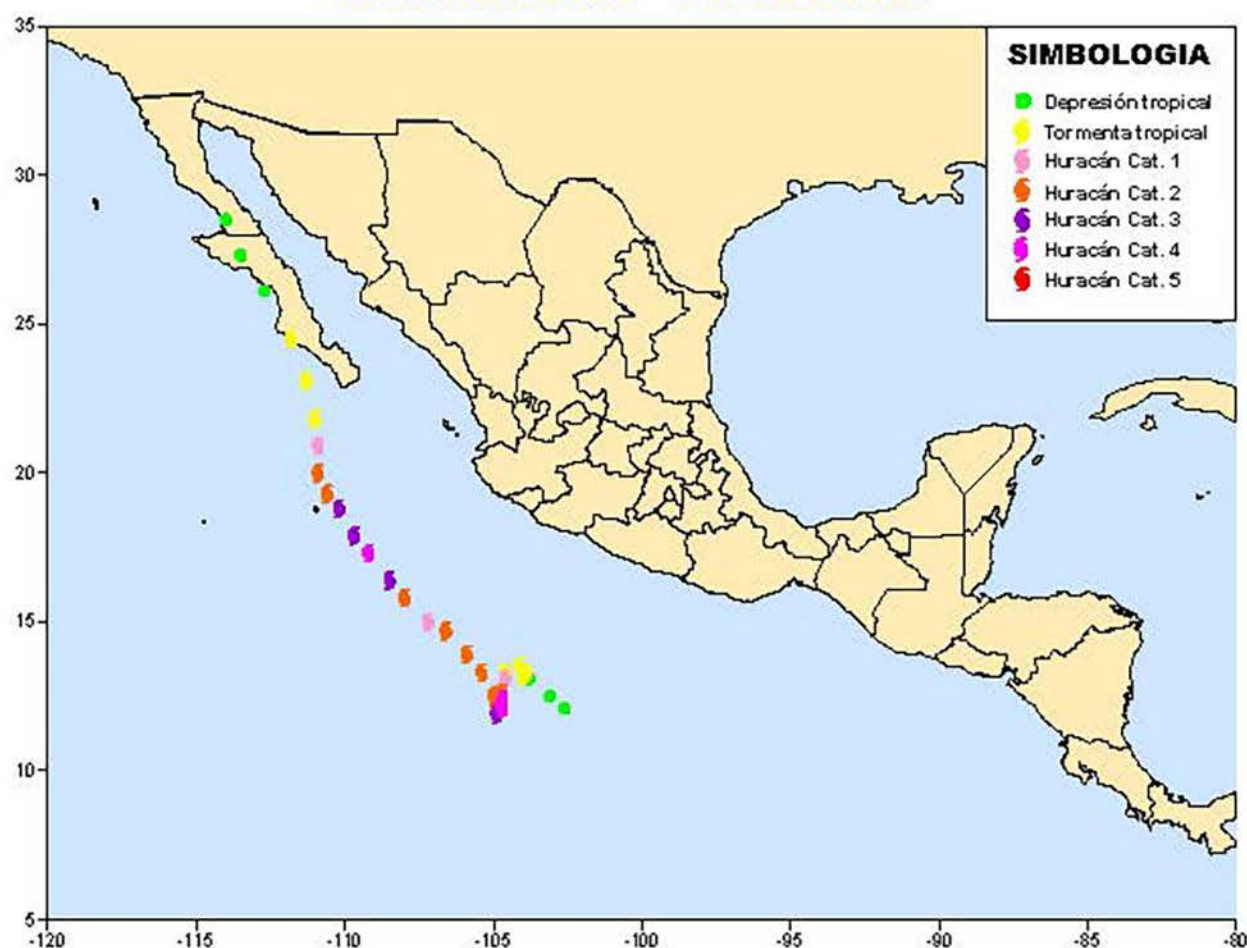 35
30
25
20
15
10
5
-120
-115
-110
-105
-100
-95
-90
-85
-80
SIMBOLOGIA
Depresión tropical
Tormenta tropical
Huracán Cat. 1
Huracán Cat. 2
Huracán Cat. 3
Huracán Cat. 4
Huracán Cat. 5